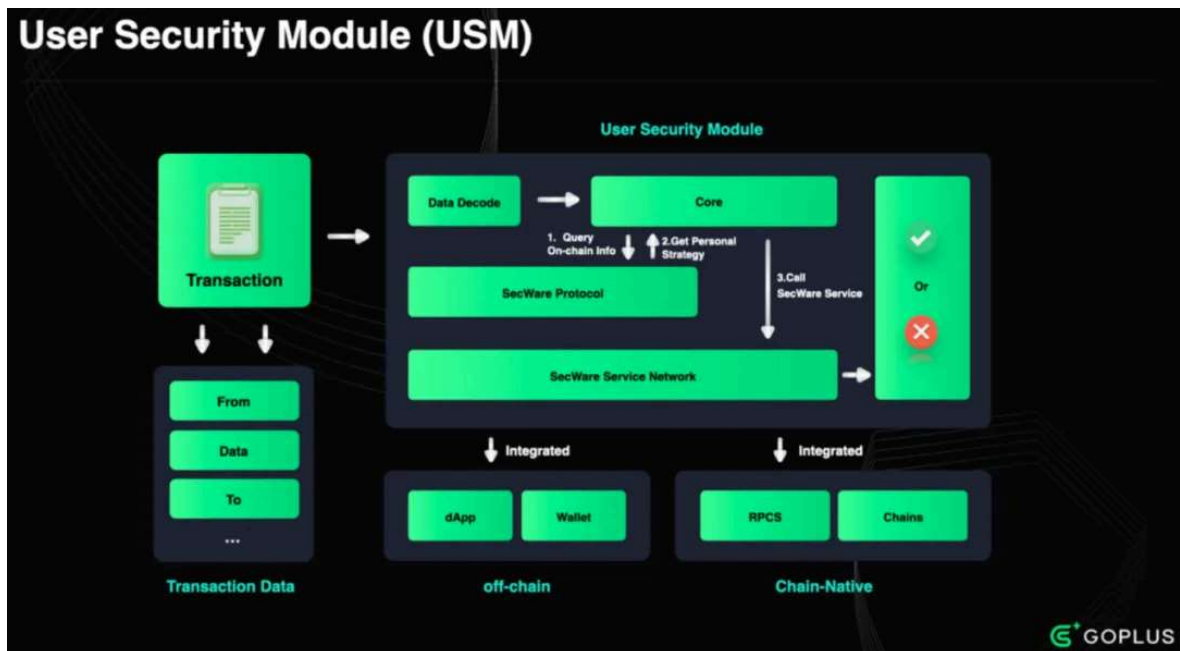 User Security Module (USM)
User Security Module
Transaction
Data Decode
Core
1. Query
On-chain Info
2.Get Personal
Strategy
SecWare Protocol
3.Call
SecWare Service
SecWare Service Network
Or
From
Data
To
...
Transaction Data
Integrated
dApp
Wallet
off-chain
Integrated
RPCS
Chains
Chain-Native
GOPLUS